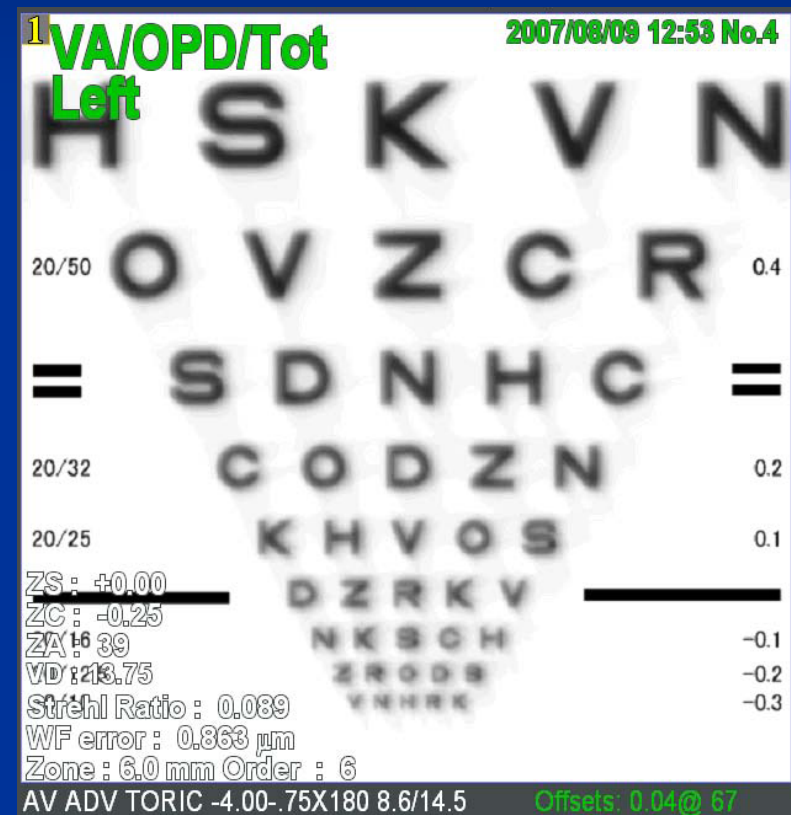 1 VA/OPD/Tot 2007/08/09 12:53 No.4
Left
H S K V N
20/50 O V Z C R 0.4
S D N H C
20/32 C O D Z N 0.2
20/25 K H V O S 0.1
ZS : +0.00
D Z R K V
ZC : -0.25
ZA : 39 N K S C H -0.1
VD : 13.75 Z R O D S -0.2
Strehl Ratio : 0.089 V N H R K -0.3
WF error : 0.863 μm
Zone : 6.0 mm Order : 6
AV ADV TORIC -4.00-.75X180 8.6/14.5 Offsets: 0.04@ 67